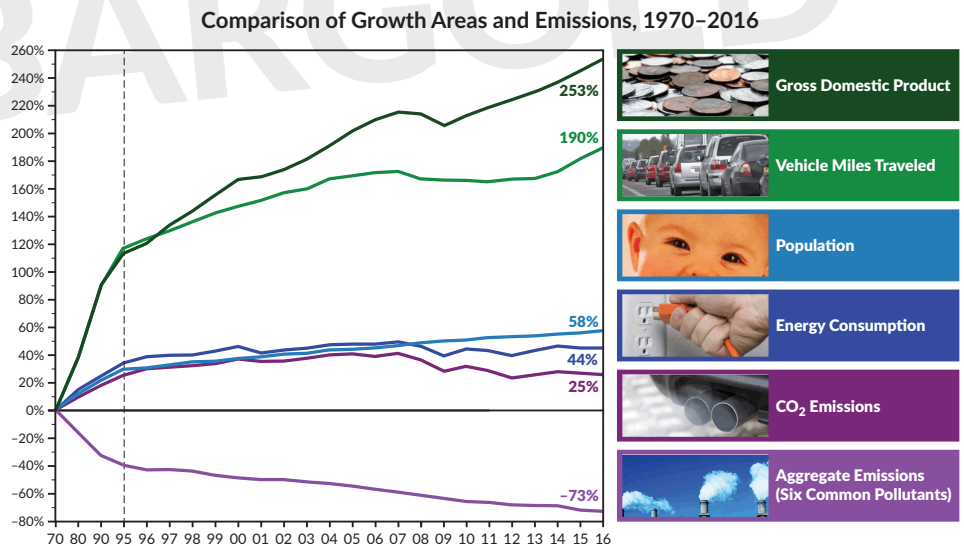 Comparison of Growth Areas and Emissions, 1970–2016
260%
240%
220%
200%
180%
160%
140%
120%
100%
80%
60%
40%
20%
0%
–20%
–40%
–60%
–80%
253%
190%
58%
44%
25%
–73%
70 80 90 95 96 97 98 99 00 01 02 03 04 05 06 07 08 09 10 11 12 13 14 15 16
Gross Domestic Product
Vehicle Miles Traveled
Population
Energy Consumption
CO₂ Emissions
Aggregate Emissions
(Six Common Pollutants)